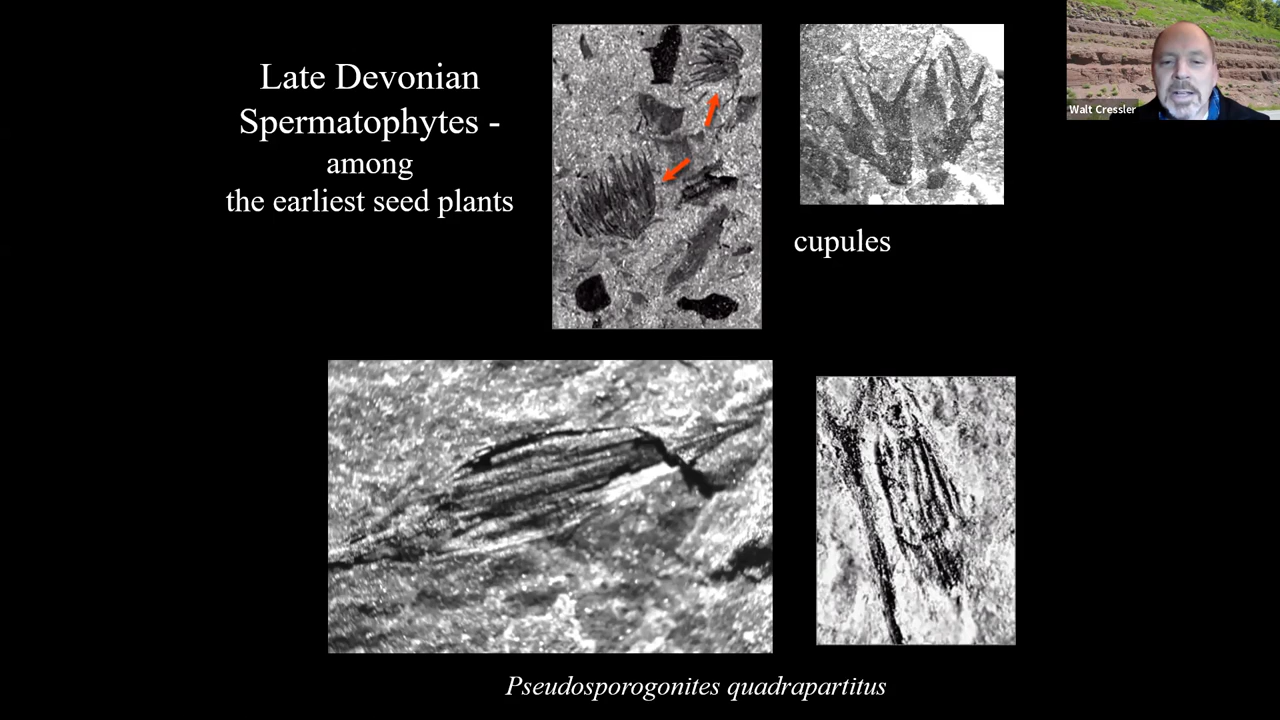 Late Devonian
Spermatophytes -
among
the earliest seed plants
cupules
Walt Cressler
Pseudosporogonites quadrapartitus